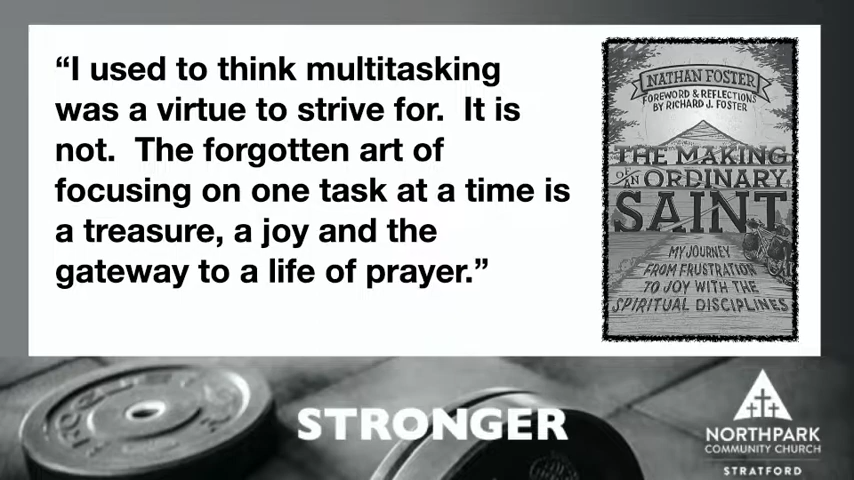 “I used to think multitasking
was a virtue to strive for.  It is
not.  The forgotten art of
focusing on one task at a time is
a treasure, a joy and the
gateway to a life of prayer.”
NATHAN FOSTER
FOREWORD & REFLECTIONS
BY RICHARD J. FOSTER
THE MAKING
OF AN ORDINARY
SAINT
MY JOURNEY
FROM FRUSTRATION
TO JOY WITH THE
SPIRITUAL DISCIPLINES
STRONGER
NORTHPARK
COMMUNITY CHURCH
STRATFORD